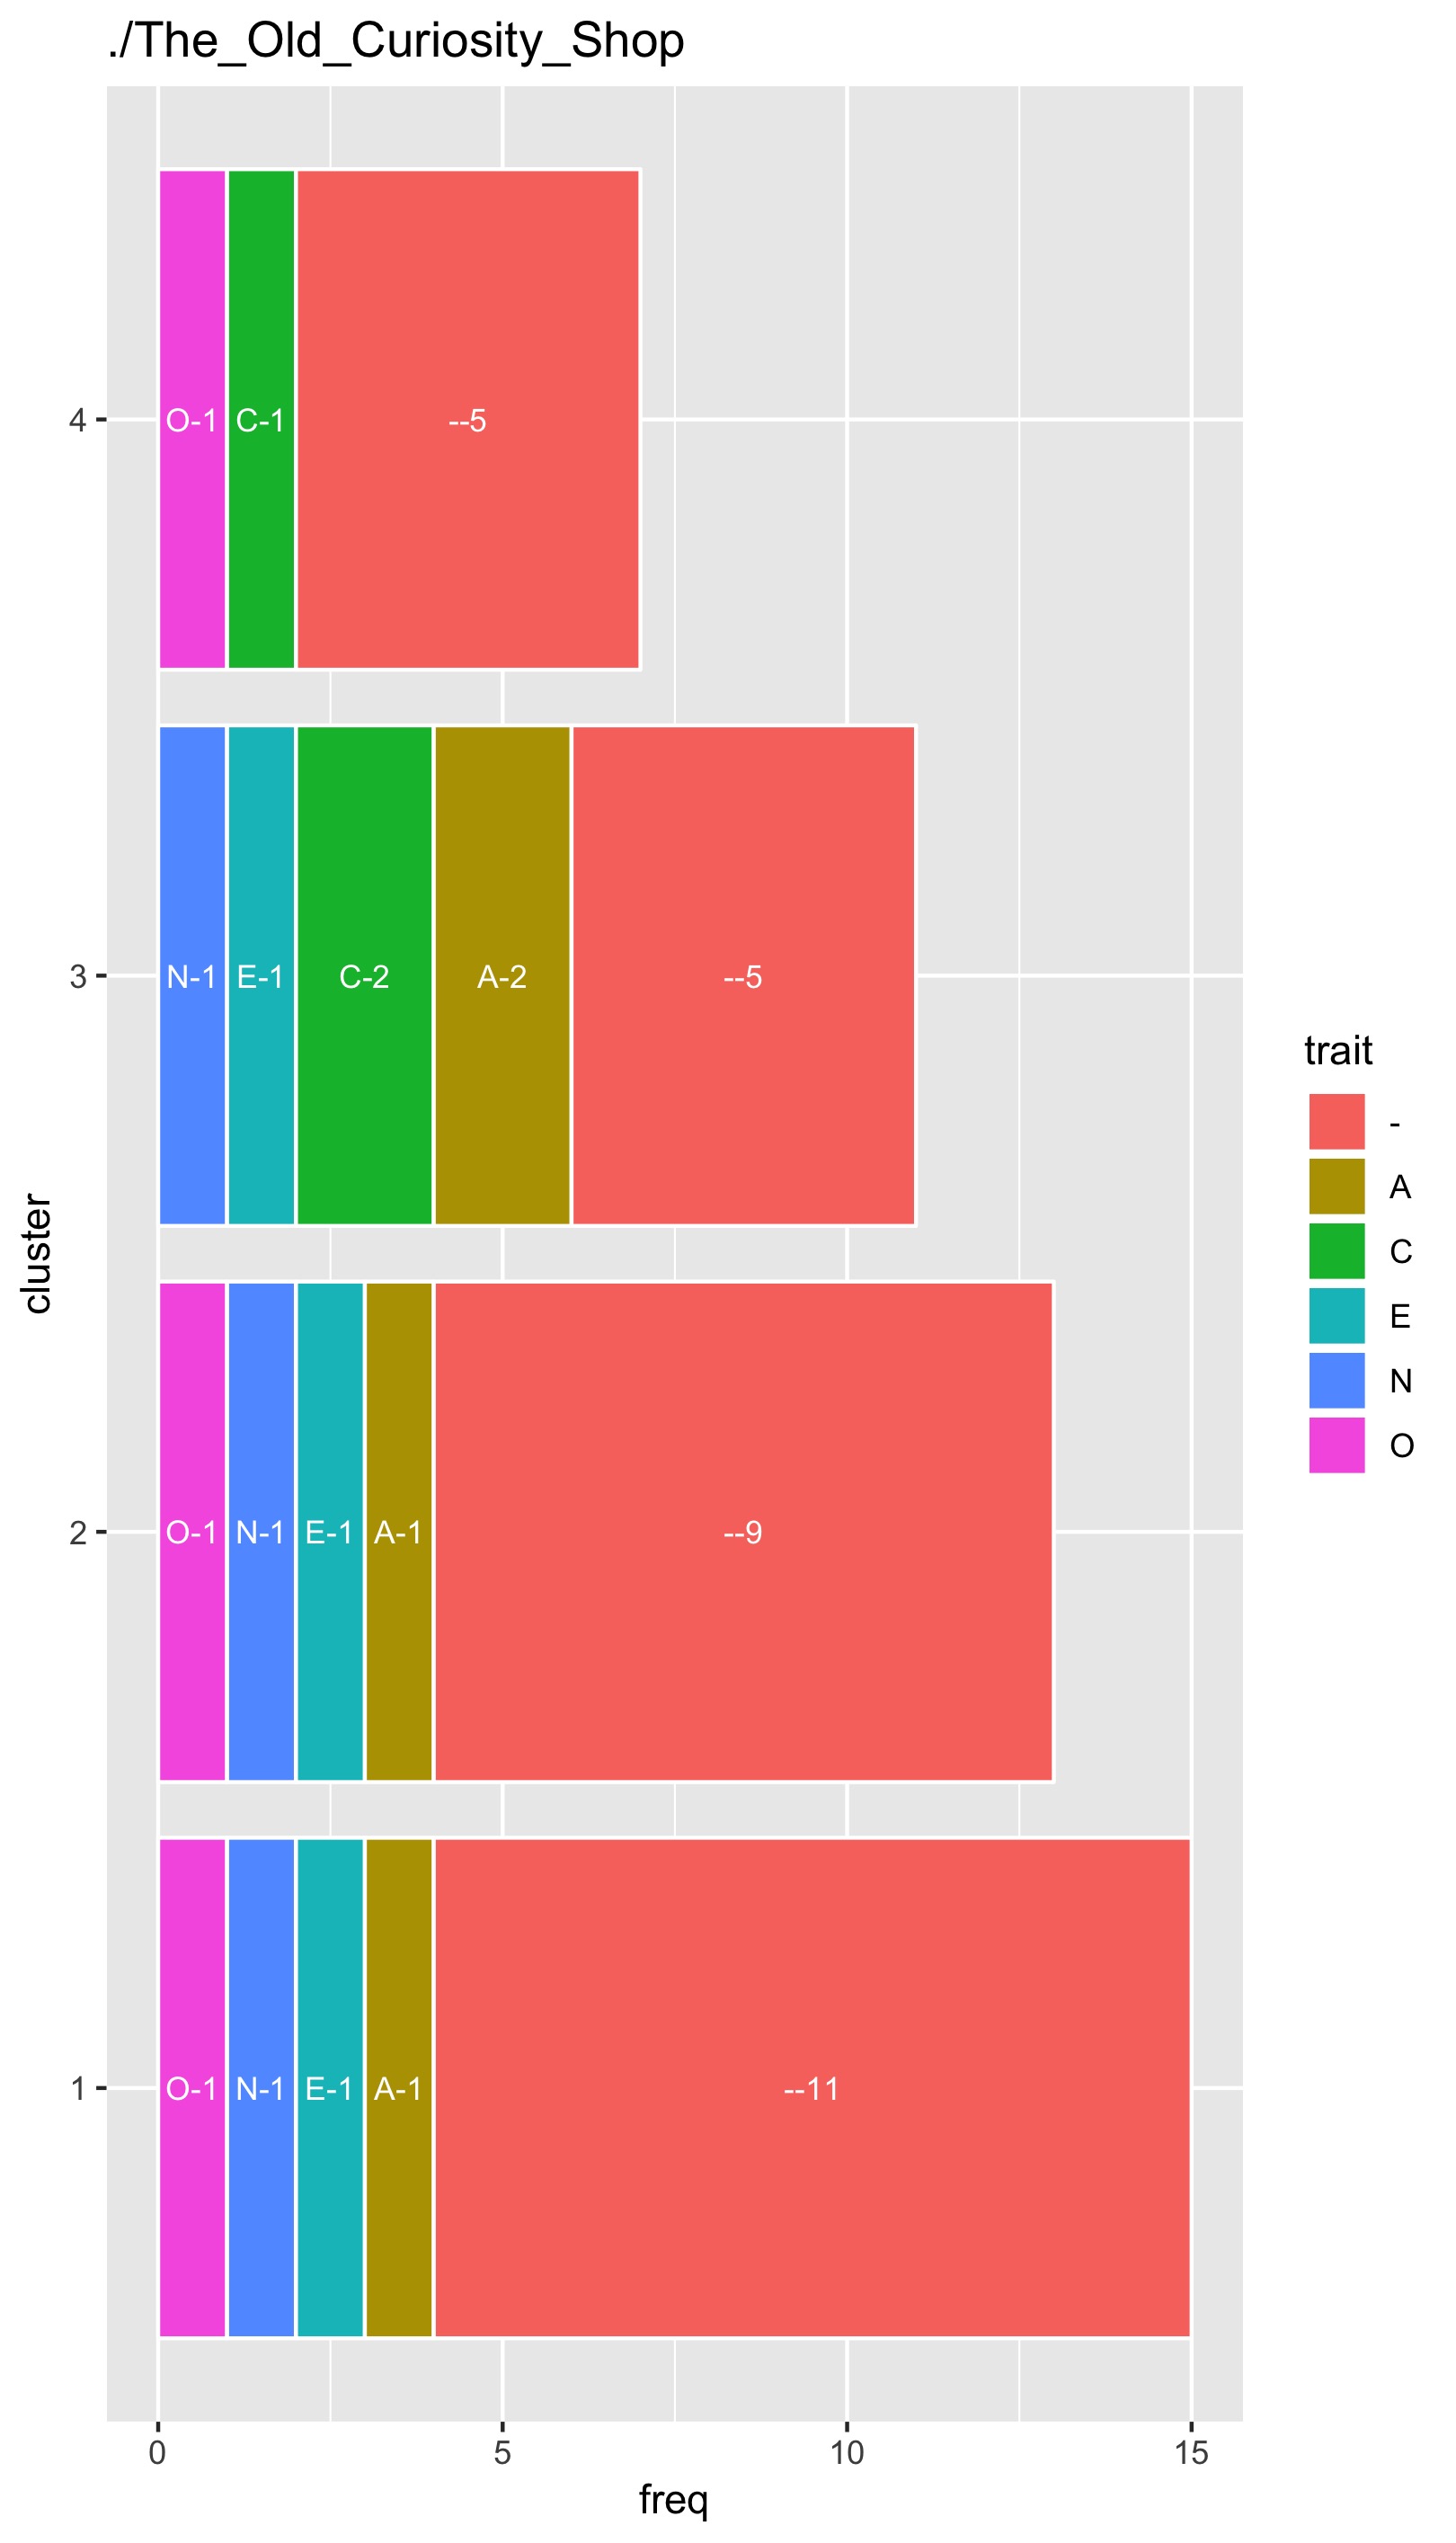 ./The_Old_Curiosity_Shop
4
O-1 C-1 --5
3
N-1 E-1 C-2 A-2 --5
2
O-1 N-1 E-1 A-1 --9
1
O-1 N-1 E-1 A-1 --11
cluster
0 5 10 15
freq
trait
-
A
C
E
N
O